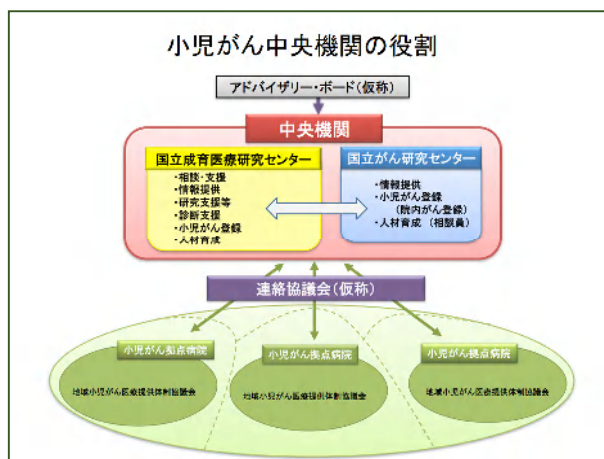 小児がん中央機関の役割
アドバイザリー・ボード(仮称)
中央機関
国立成育医療研究センター
・相談・支援
・情報提供
・研究支援等
・診断支援
・小児がん登録
・人材育成
国立がん研究センター
・情報提供
・小児がん登録
(院内がん登録)
・人材育成 (相談員)
連絡協議会(仮称)
小児がん拠点病院
地域小児がん医療提供体制協議会
小児がん拠点病院
地域小児がん医療提供体制協議会
小児がん拠点病院
地域小児がん医療提供体制協議会